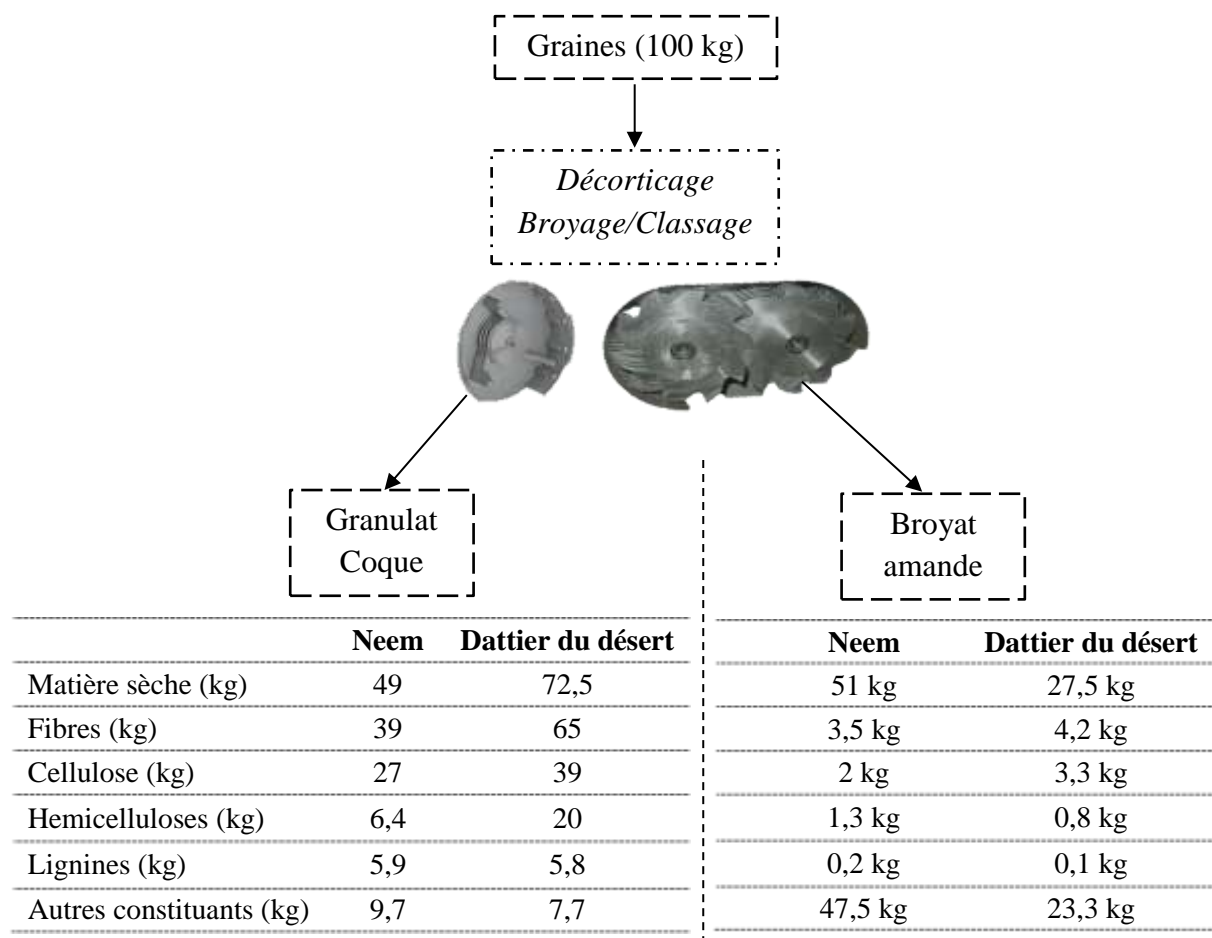 Graines (100 kg)
Décorticage
Broyage/Classage
Granulat
Coque
Broyat
amande
Neem Dattier du désert
Matière sèche (kg) 49 72,5
Fibres (kg) 39 65
Cellulose (kg) 27 39
Hemicelluloses (kg) 6,4 20
Lignines (kg) 5,9 5,8
Autres constituants (kg) 9,7 7,7
Neem Dattier du désert
51 kg 27,5 kg
3,5 kg 4,2 kg
2 kg 3,3 kg
1,3 kg 0,8 kg
0,2 kg 0,1 kg
47,5 kg 23,3 kg